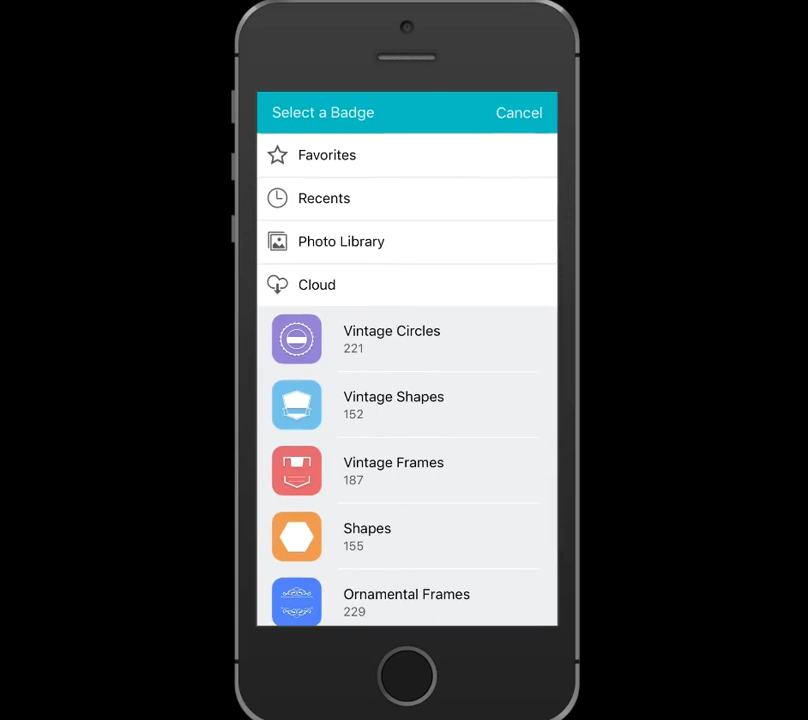 Select a Badge
Cancel
Favorites
Recents
Photo Library
Cloud
Vintage Circles
221
Vintage Shapes
152
Vintage Frames
187
Shapes
155
Ornamental Frames
229